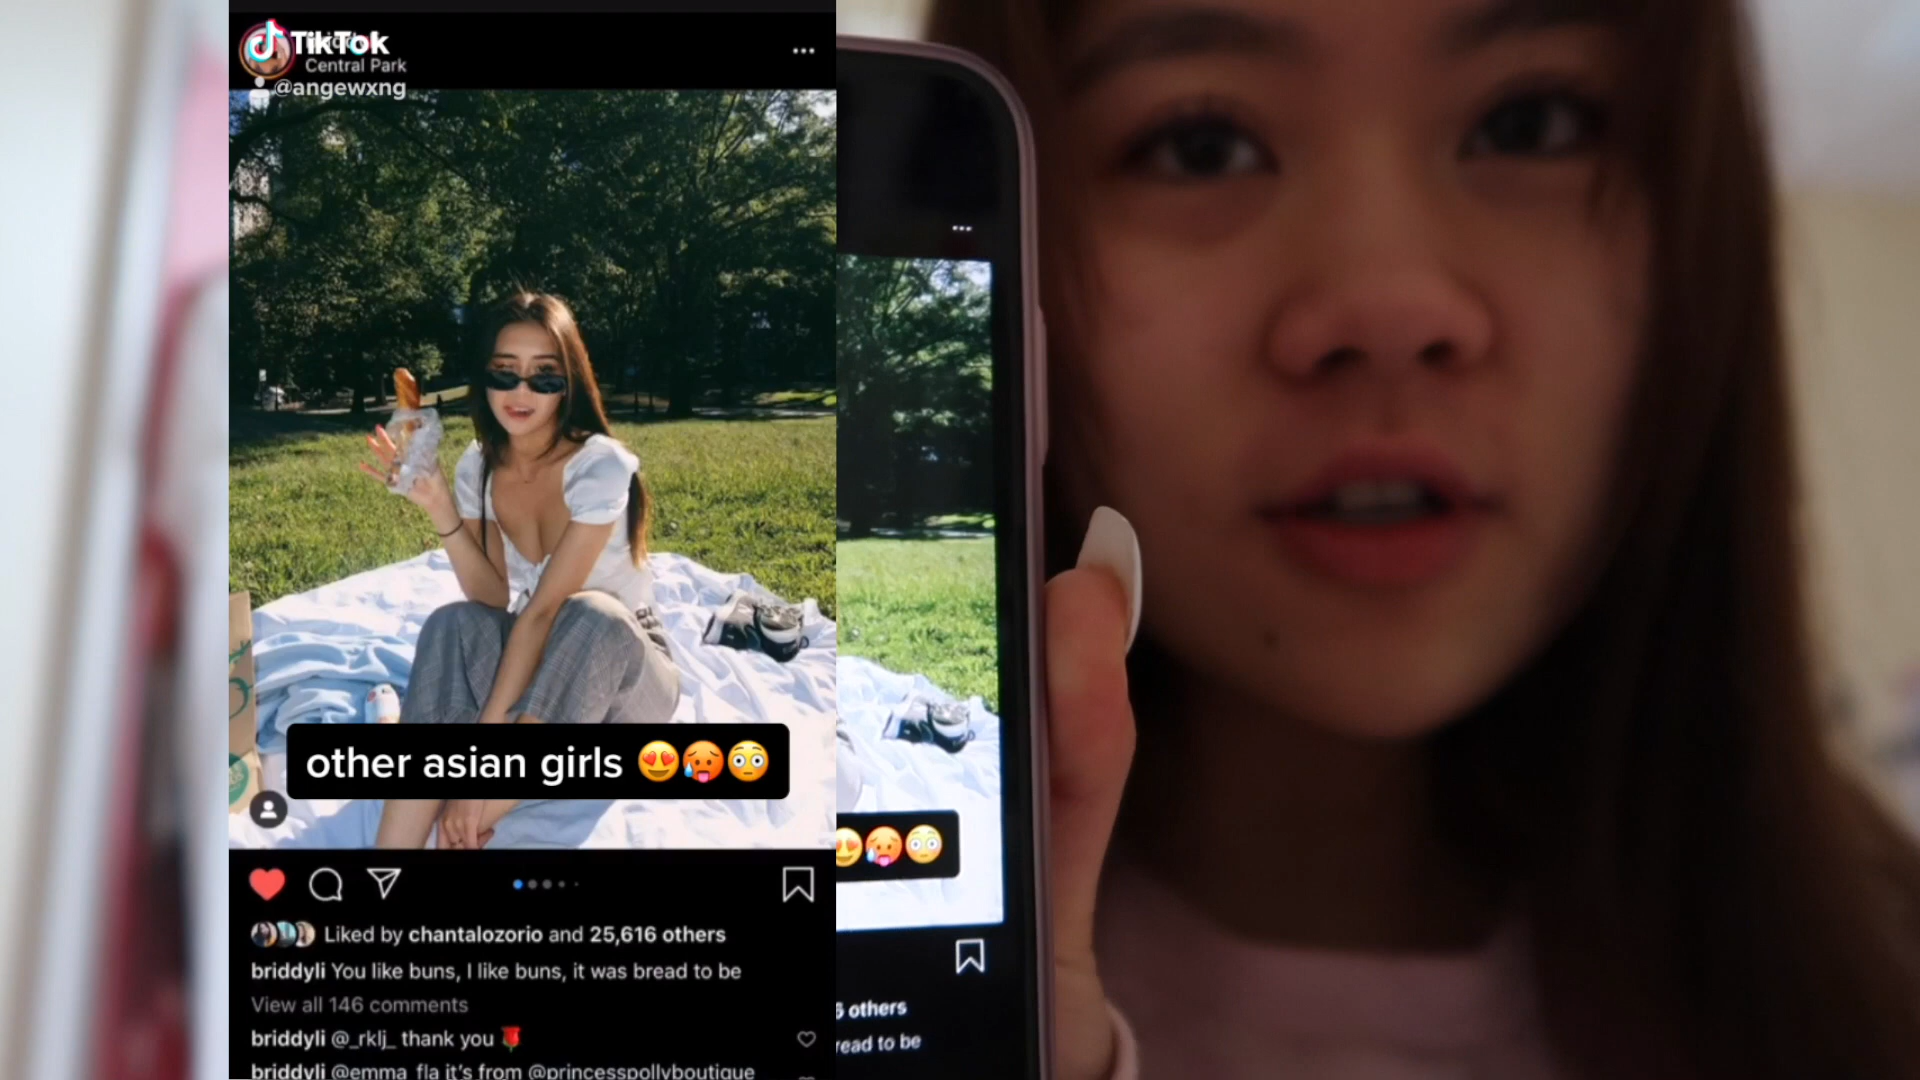 TikTok
Central Park
@angewxng
other asian girls 😍🥵😳
Liked by chantalozorio and 25,616 others
briddyli You like buns, I like buns, it was bread to be
View all 146 comments
briddyli @_rklj_ thank you 🌹
briddyli @emma_fla it's from @princesspollyboutique
😍🥵😳
others
read to be